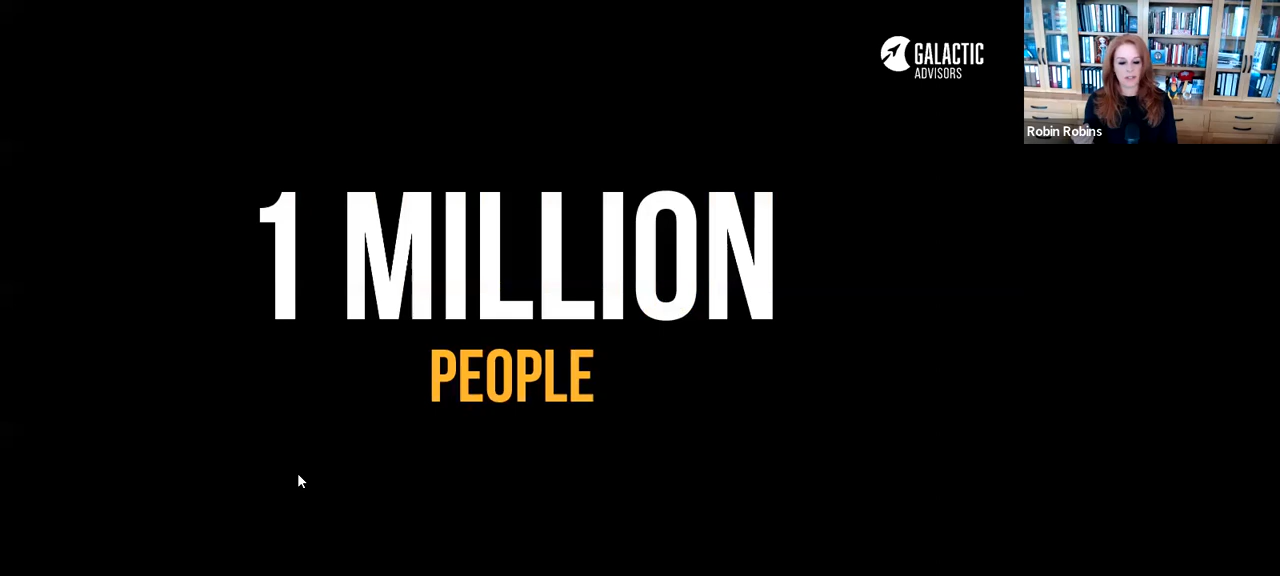 GALACTIC
ADVISORS
Robin Robins
1 MILLION
PEOPLE